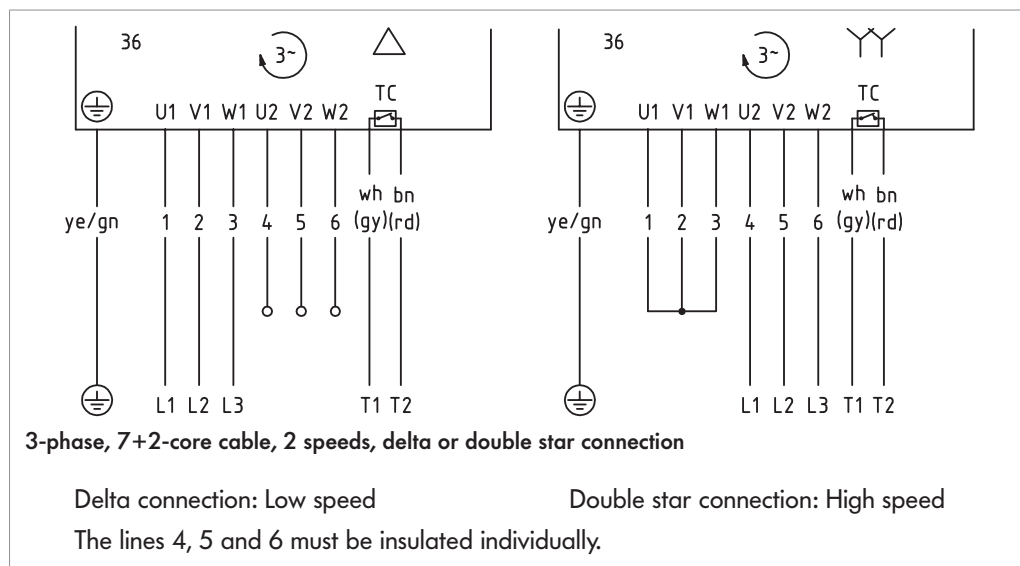 36 3~ 36 3~
TC TC
U1 V1 W1 U2 V2 W2 U1 V1 W1 U2 V2 W2
wh bn wh bn
ye/gn 1 2 3 4 5 6 (gy)(rd) ye/gn 1 2 3 4 5 6 (gy)(rd)
L1 L2 L3 T1 T2 L1 L2 L3 T1 T2
3-phase, 7+2-core cable, 2 speeds, delta or double star connection
Delta connection: Low speed Double star connection: High speed
The lines 4, 5 and 6 must be insulated individually.